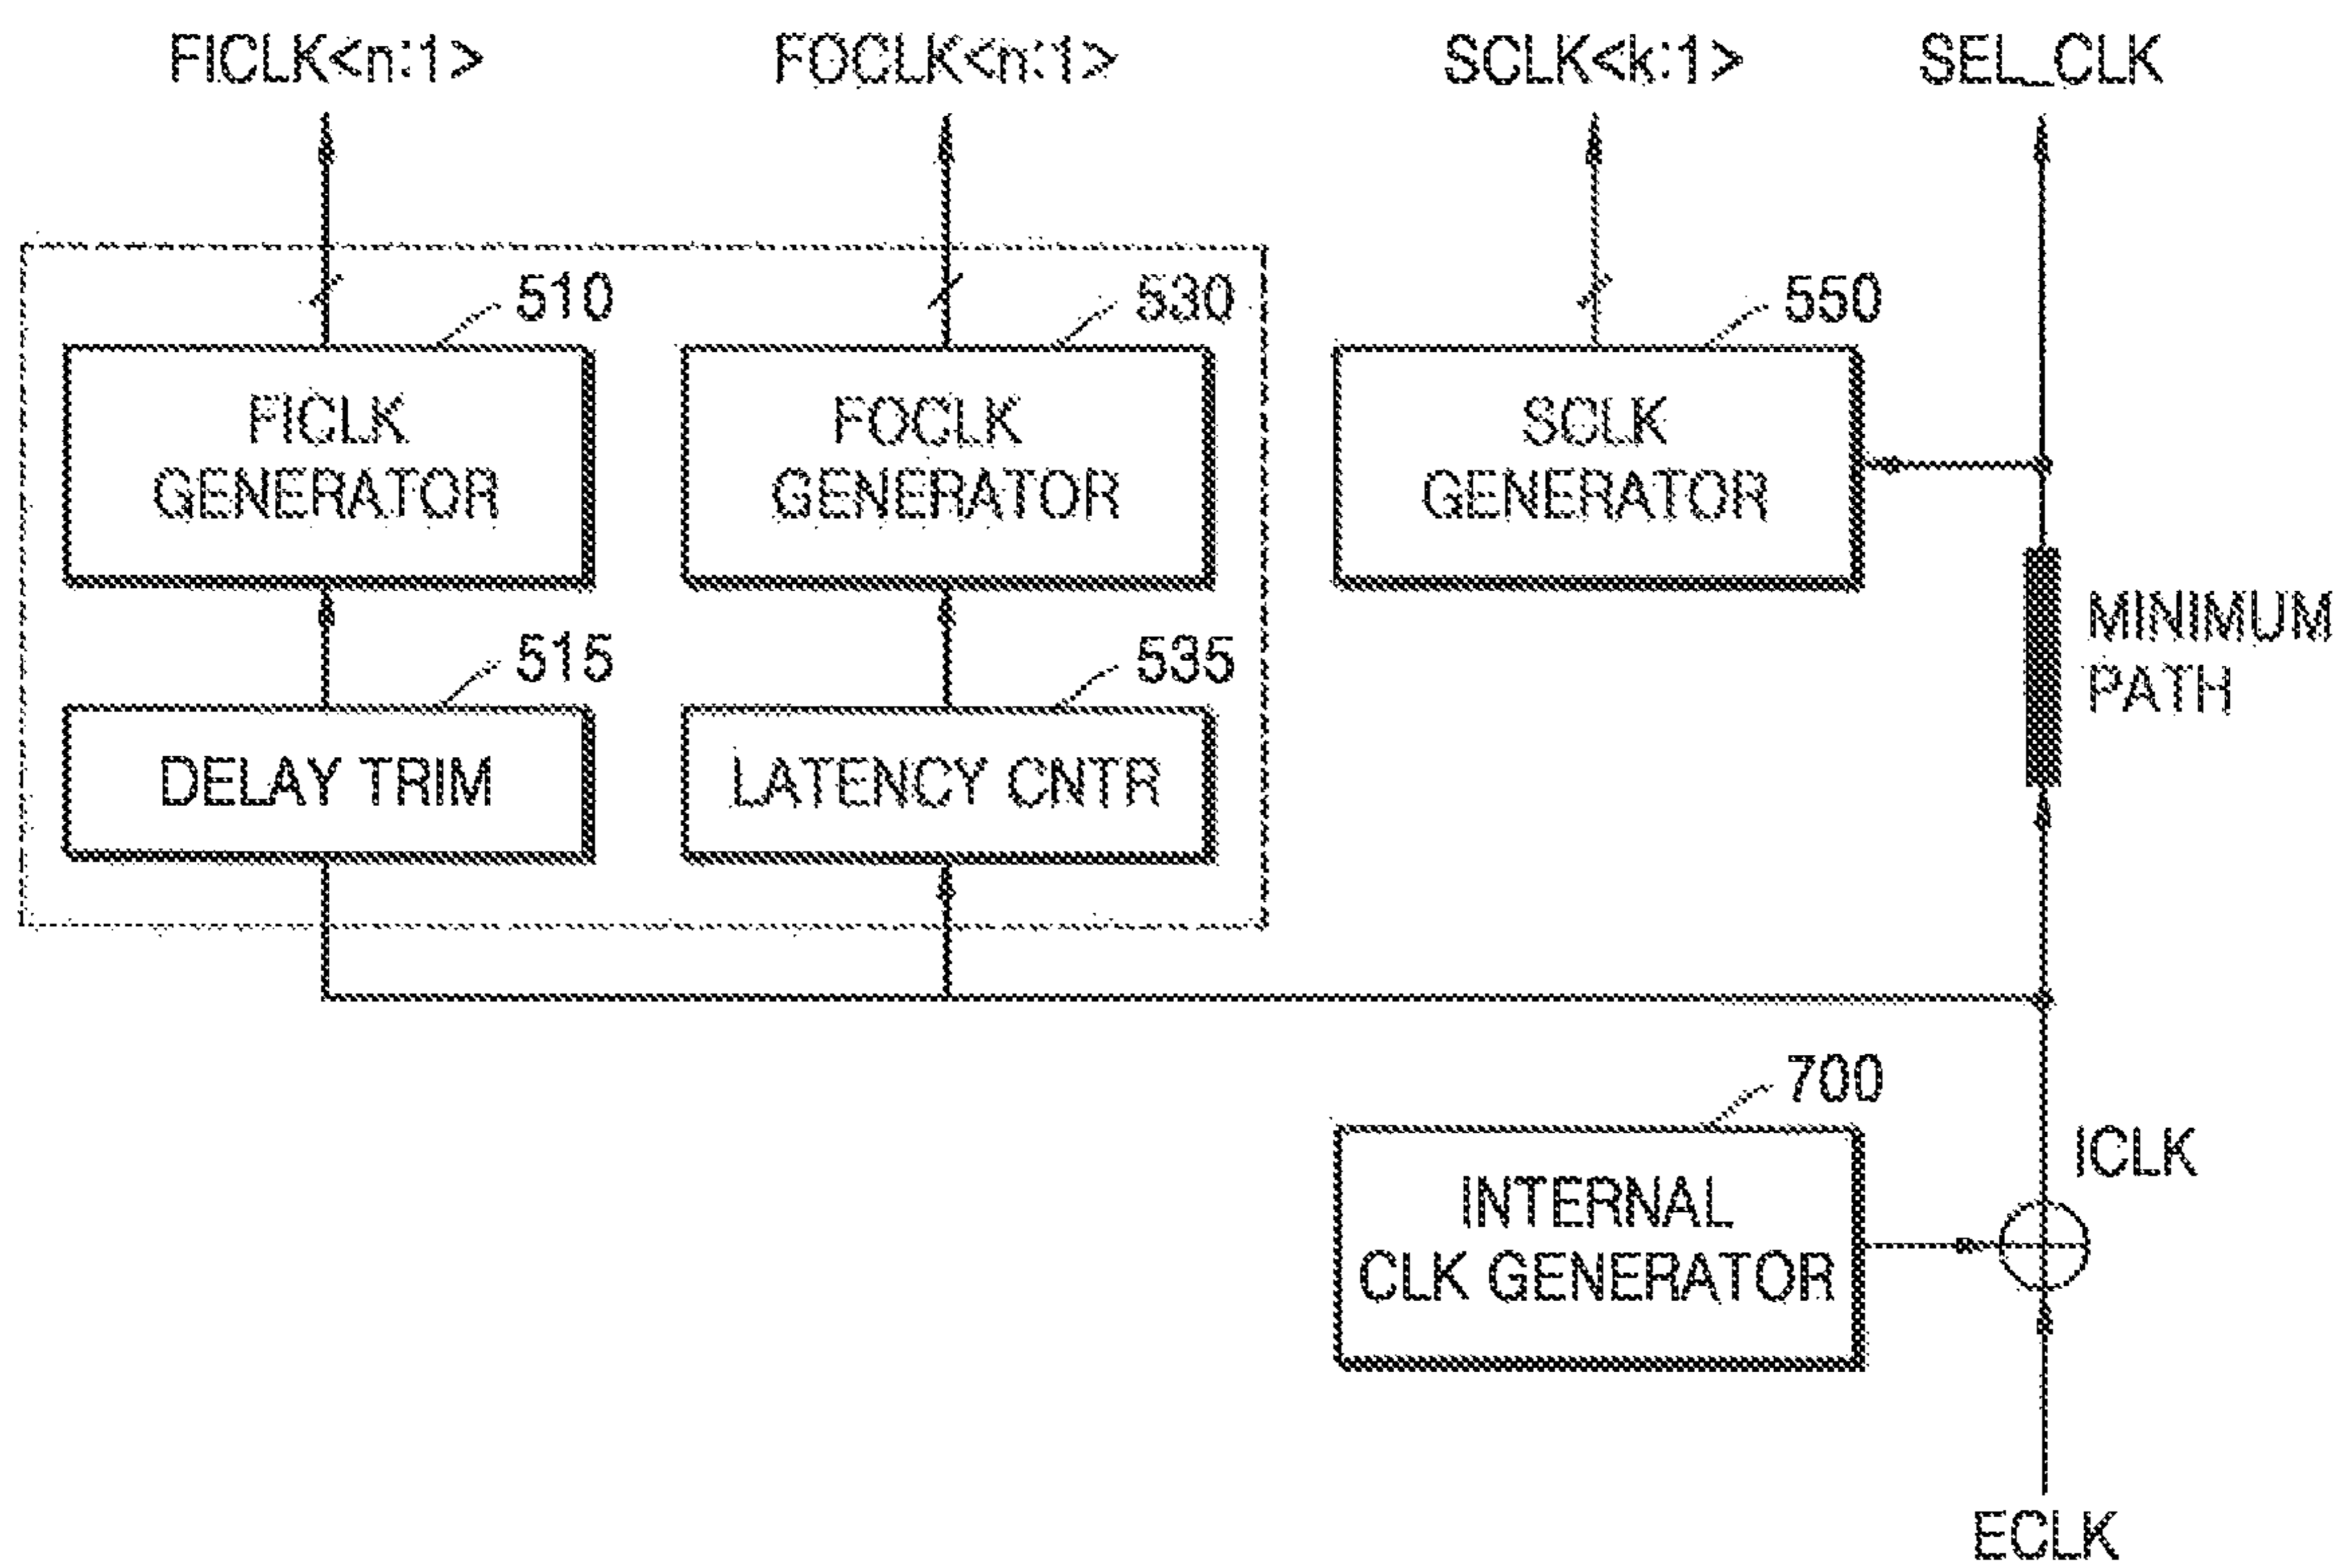 FICLK<n:1>
FOCLK<n:1>
SCLK<k:1>
SEL_CLK
510
530
550
FICLK
GENERATOR
FOCLK
GENERATOR
SCLK
GENERATOR
MINIMUM
PATH
515
535
DELAY TRIM
LATENCY CNTR
700
ICLK
INTERNAL
CLK GENERATOR
ECLK